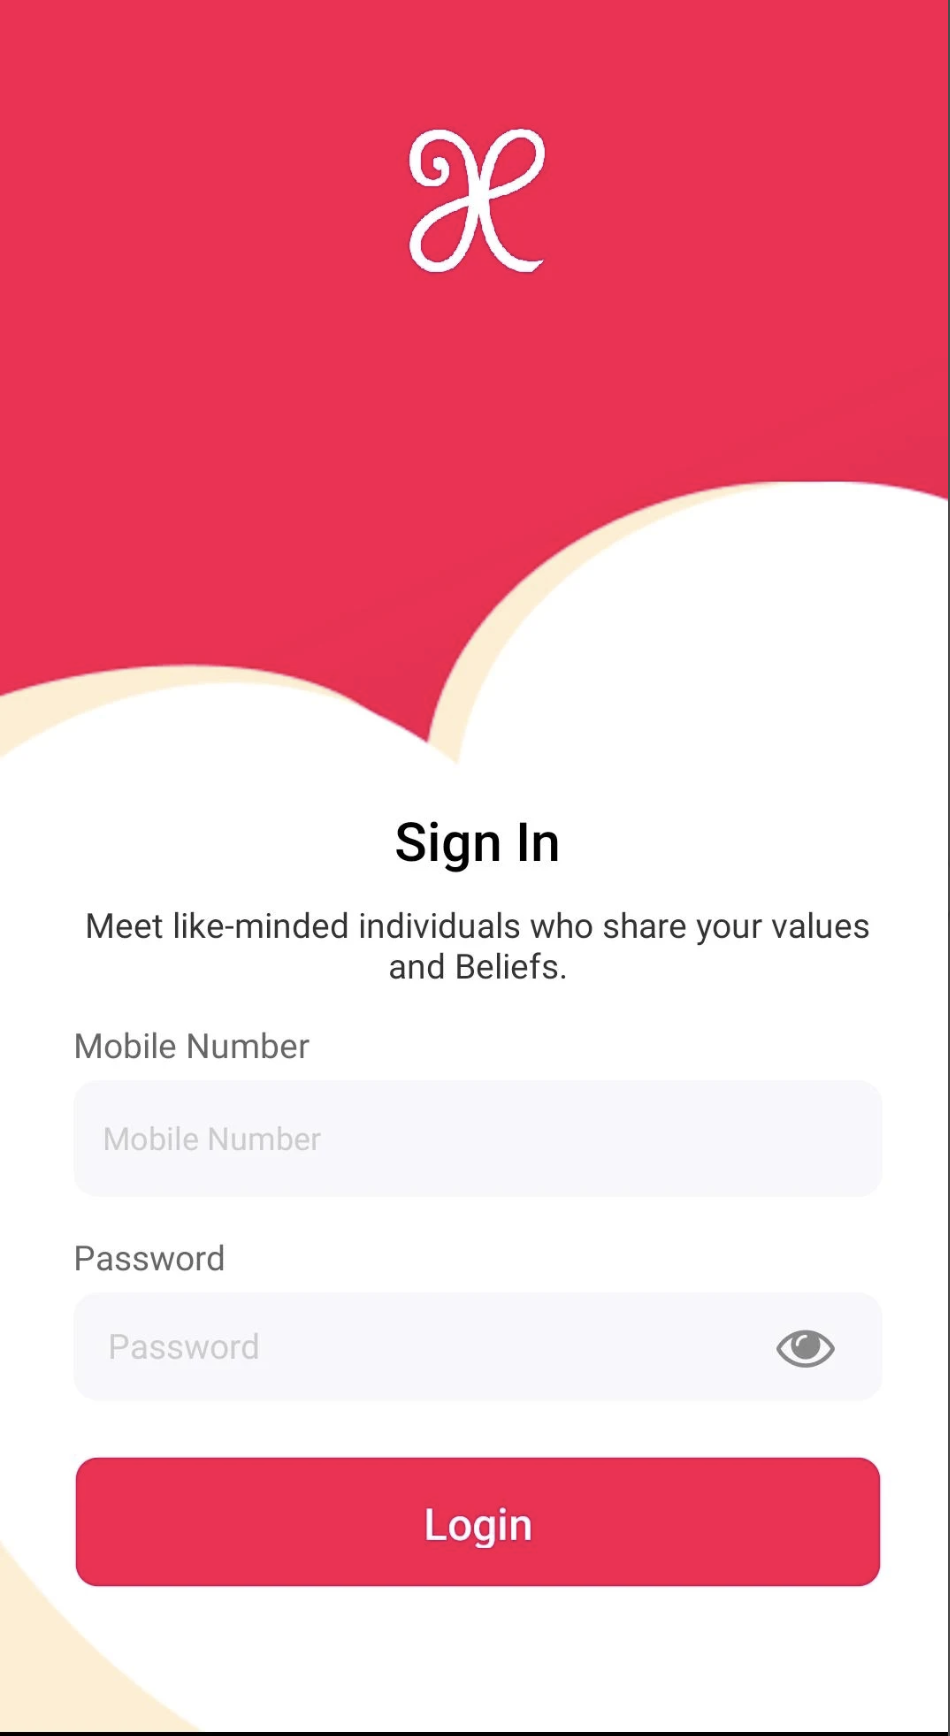 Sign In
Meet like-minded individuals who share your values
and Beliefs.
Mobile Number
Mobile Number
Password
Password
Login